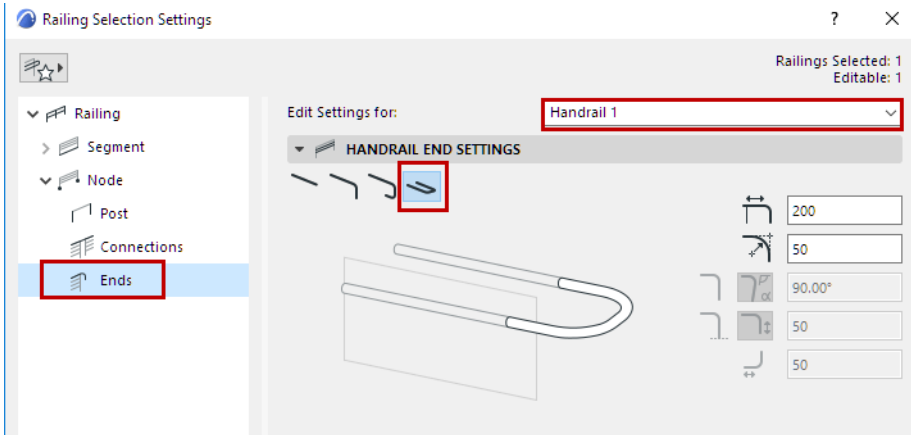 Railing Selection Settings
?
Railings Selected: 1
Editable: 1
Railing
Segment
Node
Post
Connections
Ends
Edit Settings for:
Handrail 1
HANDRAIL END SETTINGS
200
50
α
90.00°
50
50